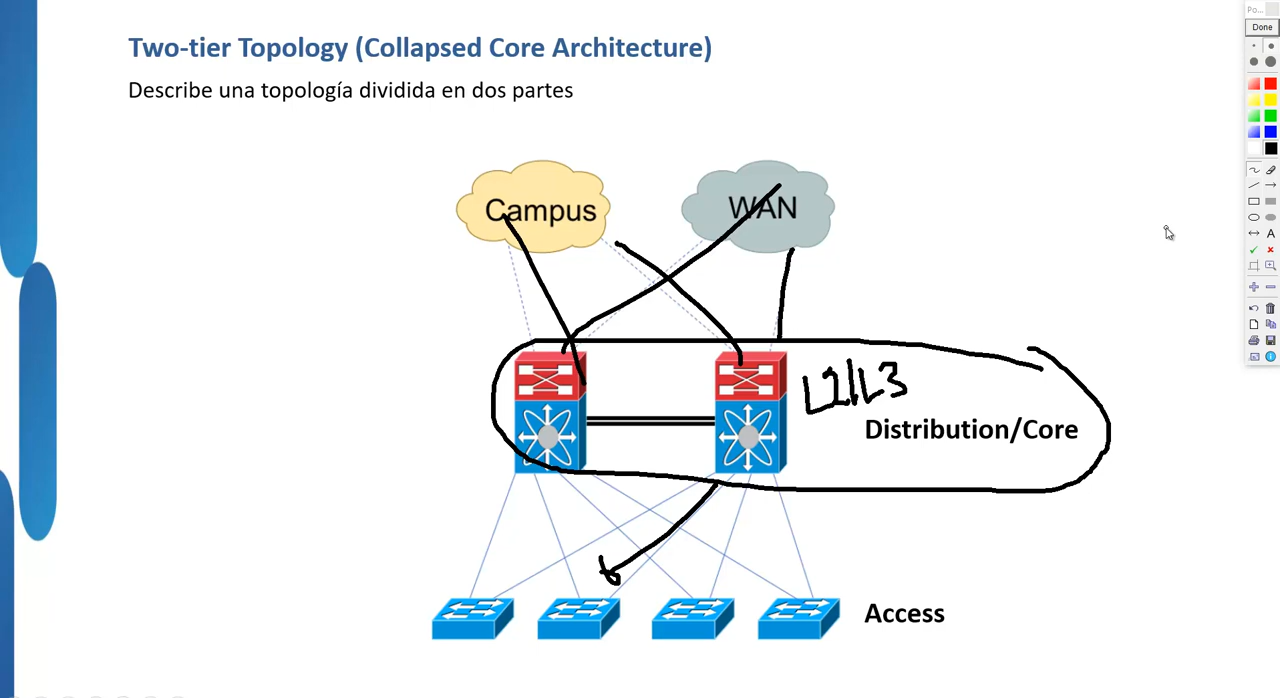 Two-tier Topology (Collapsed Core Architecture)
Describe una topología dividida en dos partes
Campus
WAN
L2/L3
Distribution/Core
Access
Po...
Done
A